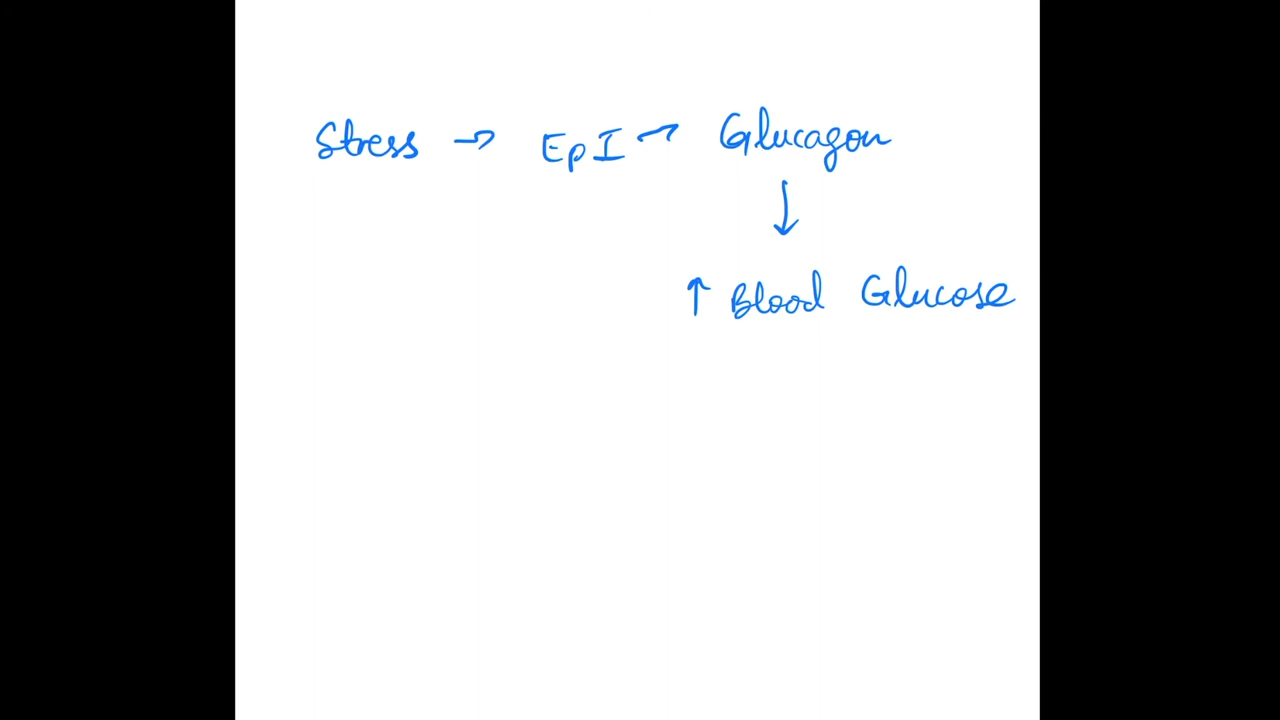 Stress → EpI → Glucagon
↓
↑ Blood Glucose